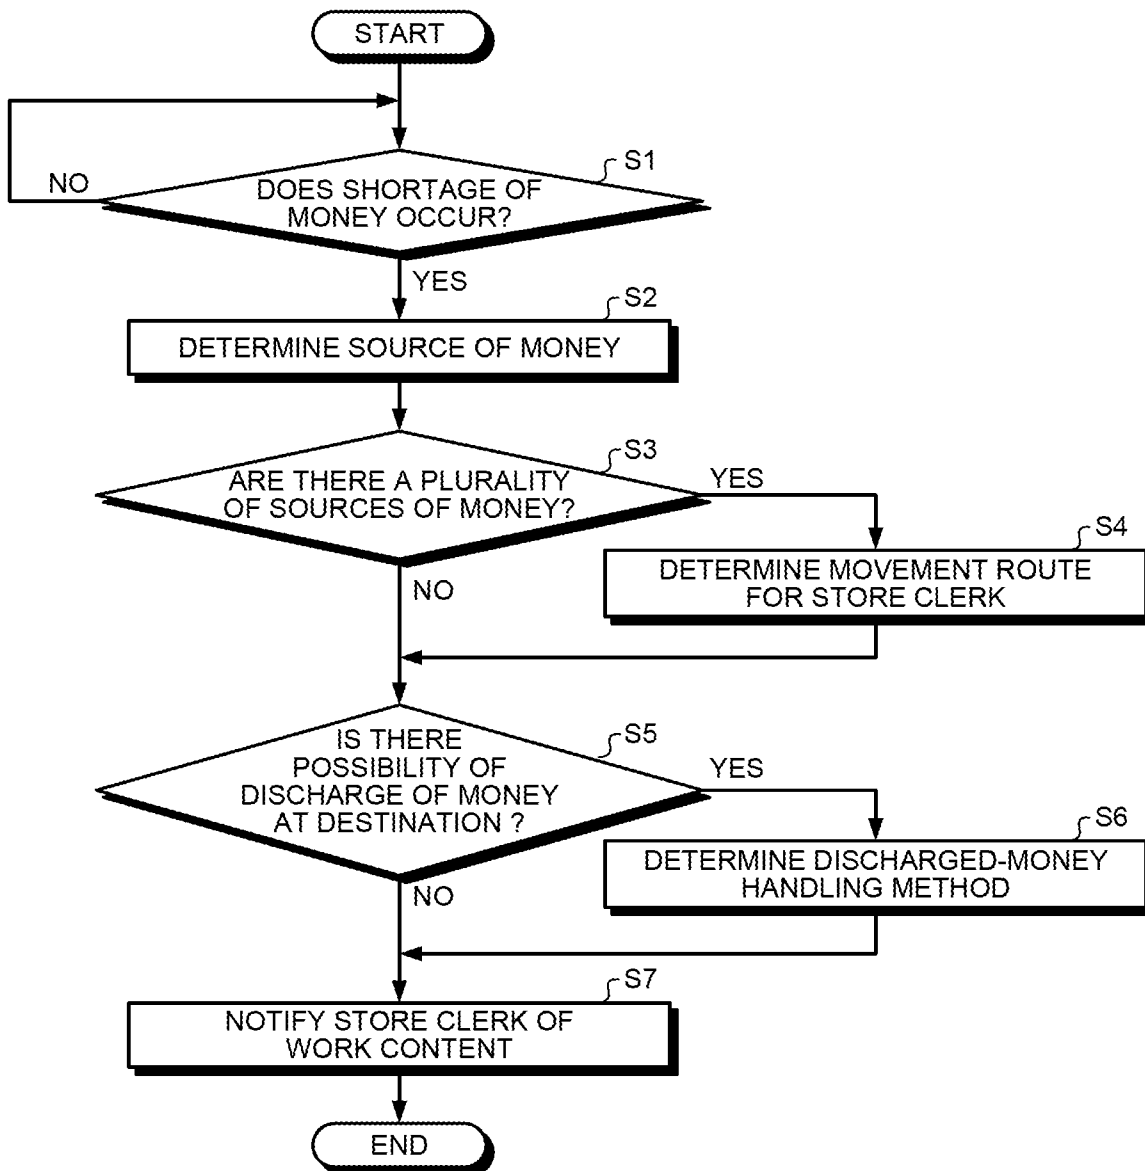 START
S1
NO
DOES SHORTAGE OF
MONEY OCCUR?
YES
S2
DETERMINE SOURCE OF MONEY
S3
ARE THERE A PLURALITY
OF SOURCES OF MONEY?
YES
S4
DETERMINE MOVEMENT ROUTE
FOR STORE CLERK
NO
IS THERE
POSSIBILITY OF
DISCHARGE OF MONEY
AT DESTINATION ?
S5
YES
S6
DETERMINE DISCHARGED-MONEY
HANDLING METHOD
NO
S7
NOTIFY STORE CLERK OF
WORK CONTENT
END